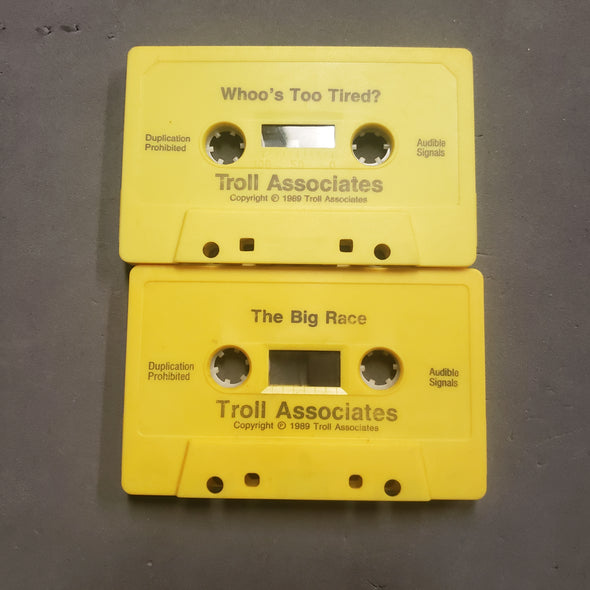 Whoo's Too Tired?
Duplication
Prohibited
Audible
Signals
Troll Associates
Copyright ℗ 1989 Troll Associates
The Big Race
Duplication
Prohibited
Audible
Signals
Troll Associates
Copyright ℗ 1989 Troll Associates